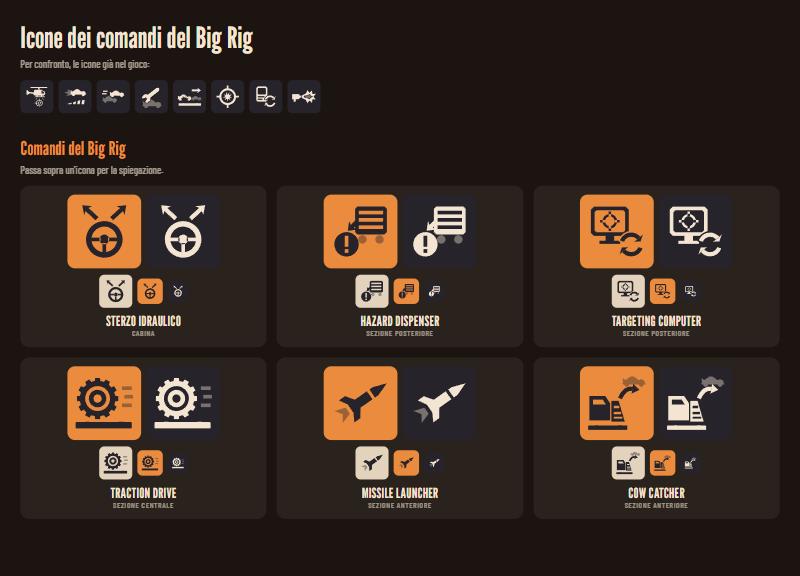 Icone dei comandi del Big Rig
Per confronto, le icone già nel gioco:
Comandi del Big Rig
Passa sopra un'icona per la spiegazione.
STERZO IDRAULICO
CABINA
HAZARD DISPENSER
SEZIONE POSTERIORE
TARGETING COMPUTER
SEZIONE POSTERIORE
TRACTION DRIVE
SEZIONE CENTRALE
MISSILE LAUNCHER
SEZIONE ANTERIORE
COW CATCHER
SEZIONE ANTERIORE